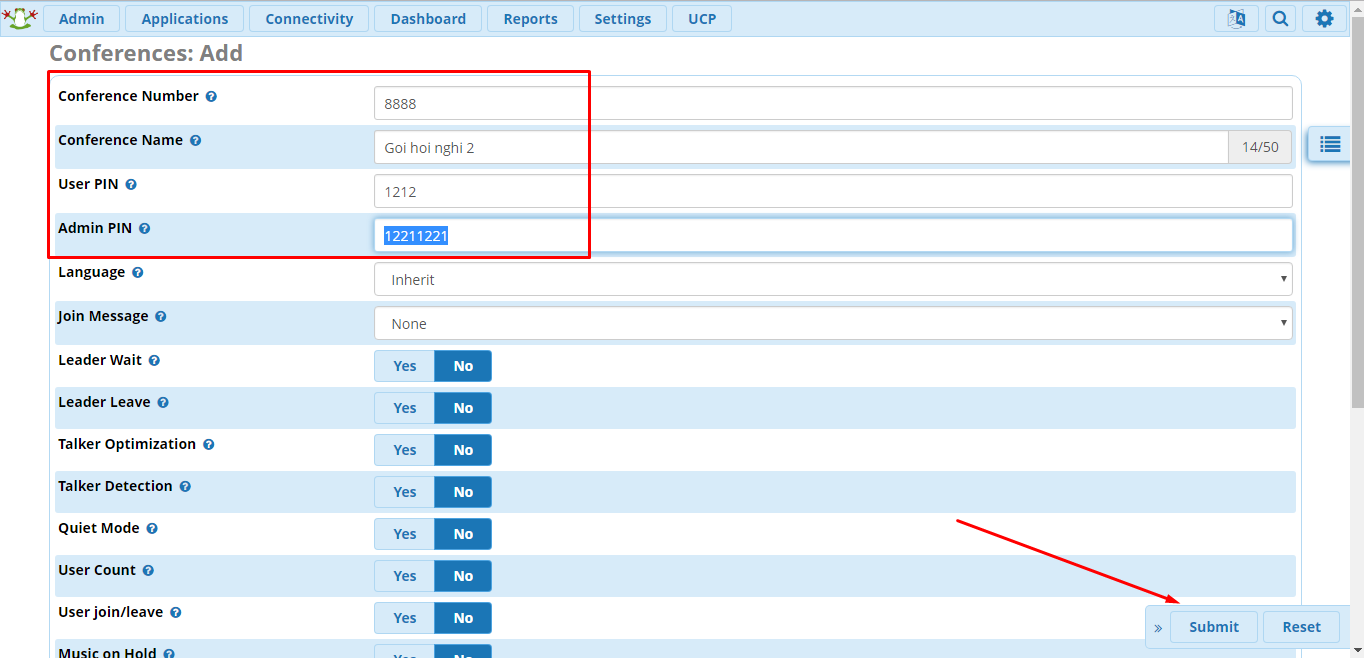 Admin Applications Connectivity Dashboard Reports Settings UCP
Conferences: Add
Conference Number 8888
Conference Name Goi hoi nghi 2 14/50
User PIN 1212
Admin PIN 12211221
Language Inherit
Join Message None
Leader Wait Yes No
Leader Leave Yes No
Talker Optimization Yes No
Talker Detection Yes No
Quiet Mode Yes No
User Count Yes No
User join/leave Yes No
» Submit Reset
Music on Hold Yes No